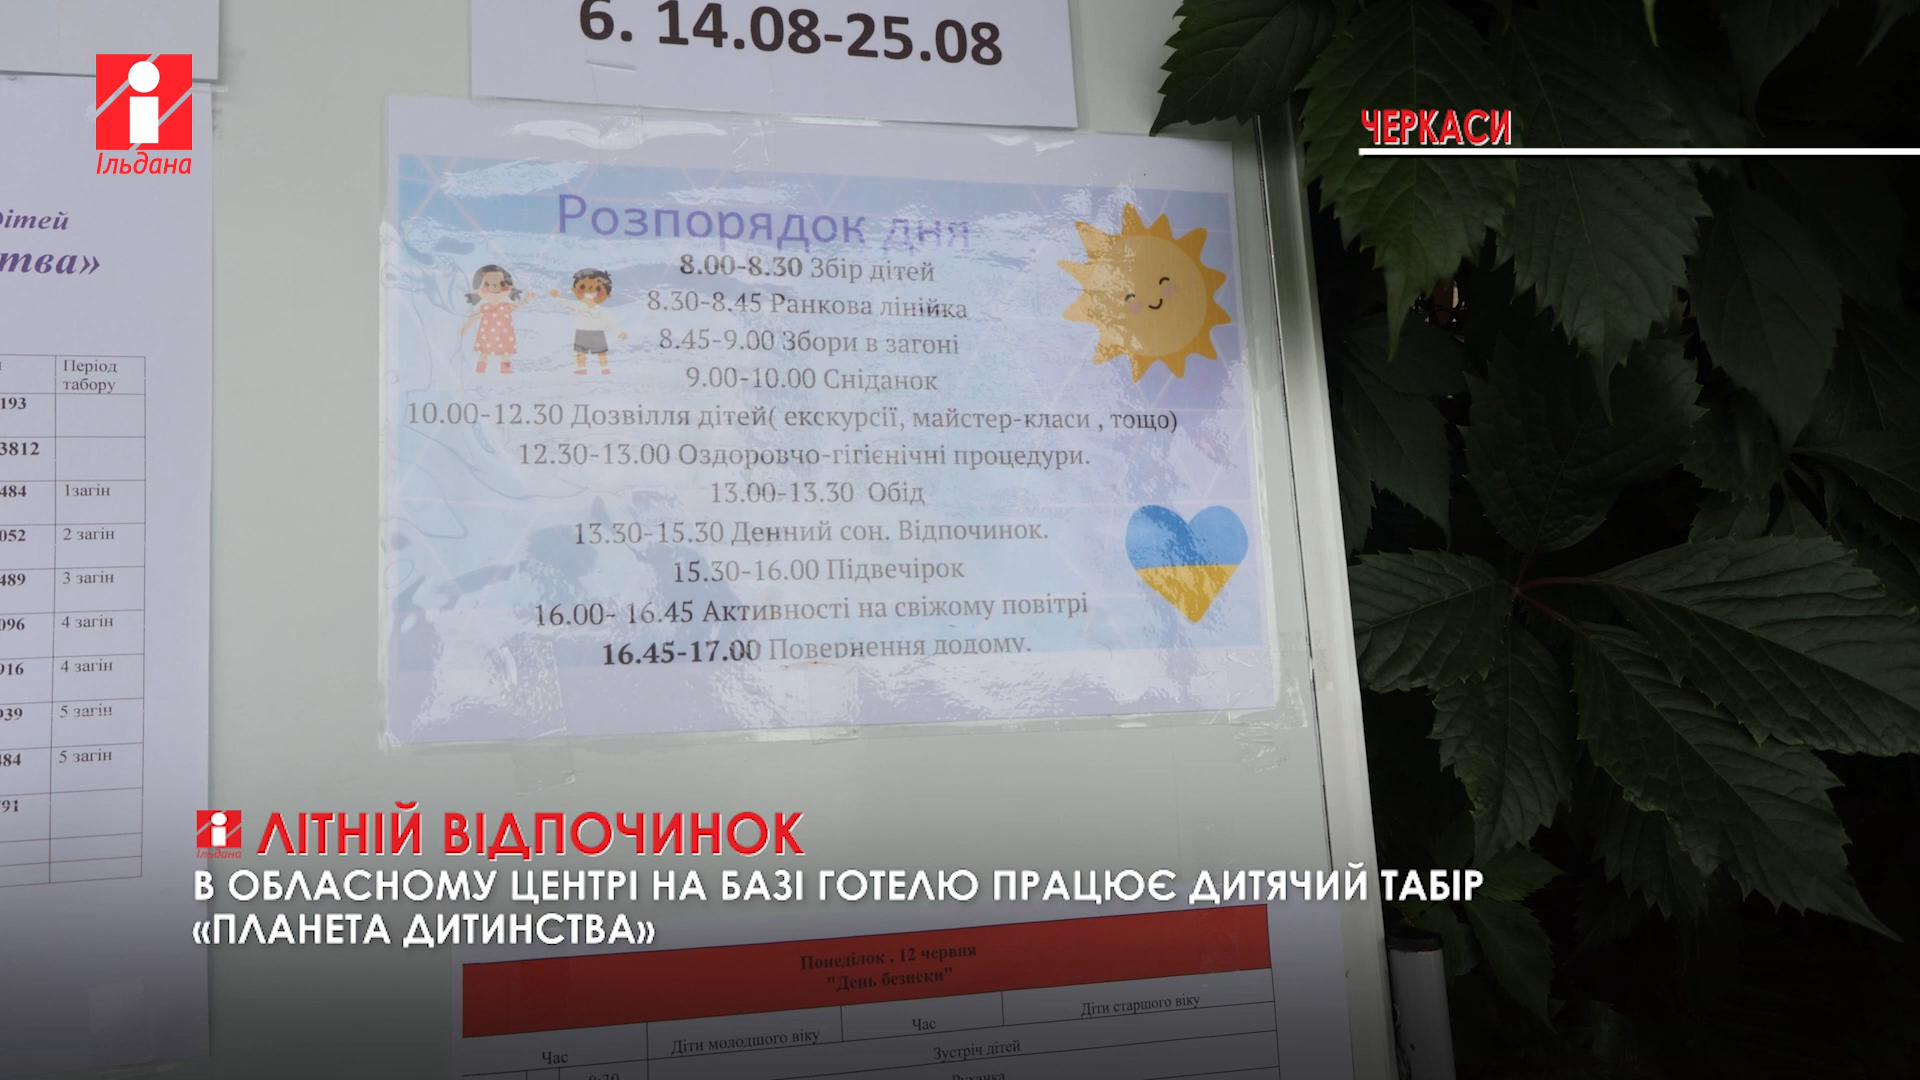 6. 14.08-25.08
Ільдана
ЧЕРКАСИ
дітей
тва»
Період
табору
193
3812
484 1загін
052 2 загін
489 3 загін
096 4 загін
916 4 загін
939 5 загін
484 5 загін
791
Розпорядок дня
8.00-8.30 Збір дітей
8.30-8.45 Ранкова лінійка
8.45-9.00 Збори в загоні
9.00-10.00 Сніданок
10.00-12.30 Дозвілля дітей( екскурсії, майстер-класи , тощо)
12.30-13.00 Оздоровчо-гігієнічні процедури.
13.00-13.30 Обід
13.30-15.30 Денний сон. Відпочинок.
15.30-16.00 Підвечірок
16.00- 16.45 Активності на свіжому повітрі
16.45-17.00 Повернення додому.
Ільдана
ЛІТНІЙ ВІДПОЧИНОК
В ОБЛАСНОМУ ЦЕНТРІ НА БАЗІ ГОТЕЛЮ ПРАЦЮЄ ДИТЯЧИЙ ТАБІР
«ПЛАНЕТА ДИТИНСТВА»
Понеділок , 12 червня
"День безпеки"
Час Діти молодшого віку Час Діти старшого віку
Зустріч дітей
Руханка